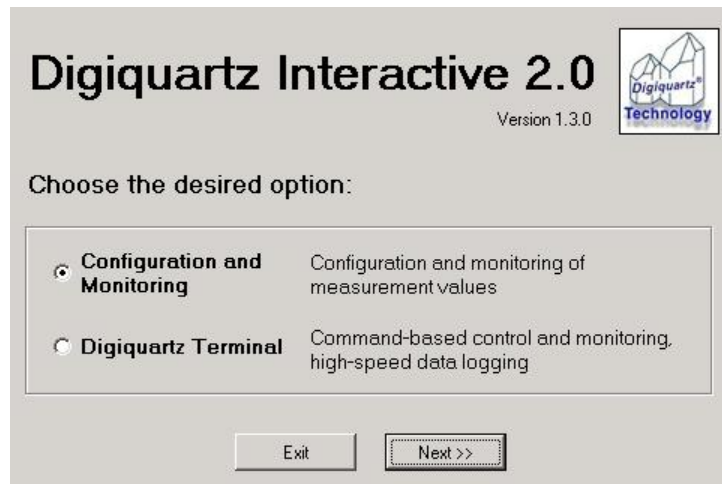 Digiquartz Interactive 2.0
Version 1.3.0
Digiquartz®
Technology
Choose the desired option:
Configuration and Monitoring
Configuration and monitoring of measurement values
Digiquartz Terminal
Command-based control and monitoring, high-speed data logging
Exit
Next >>